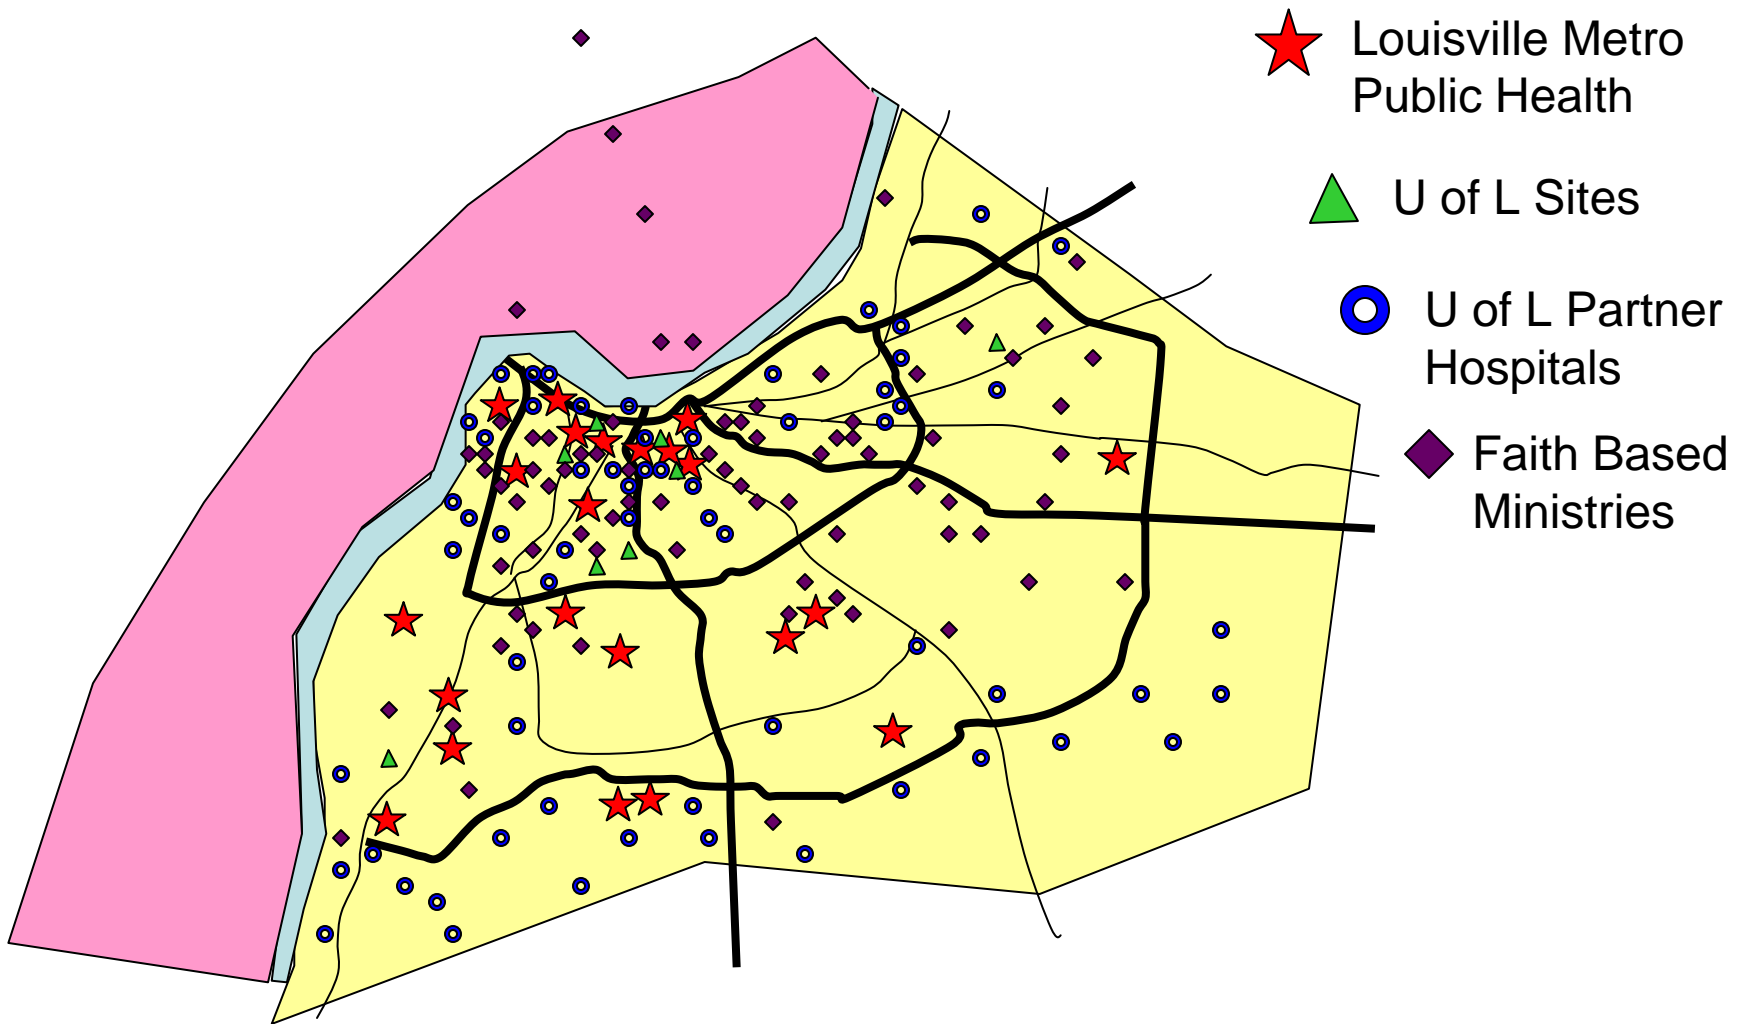 Louisville Metro
Public Health
U of L Sites
U of L Partner
Hospitals
Faith Based
Ministries